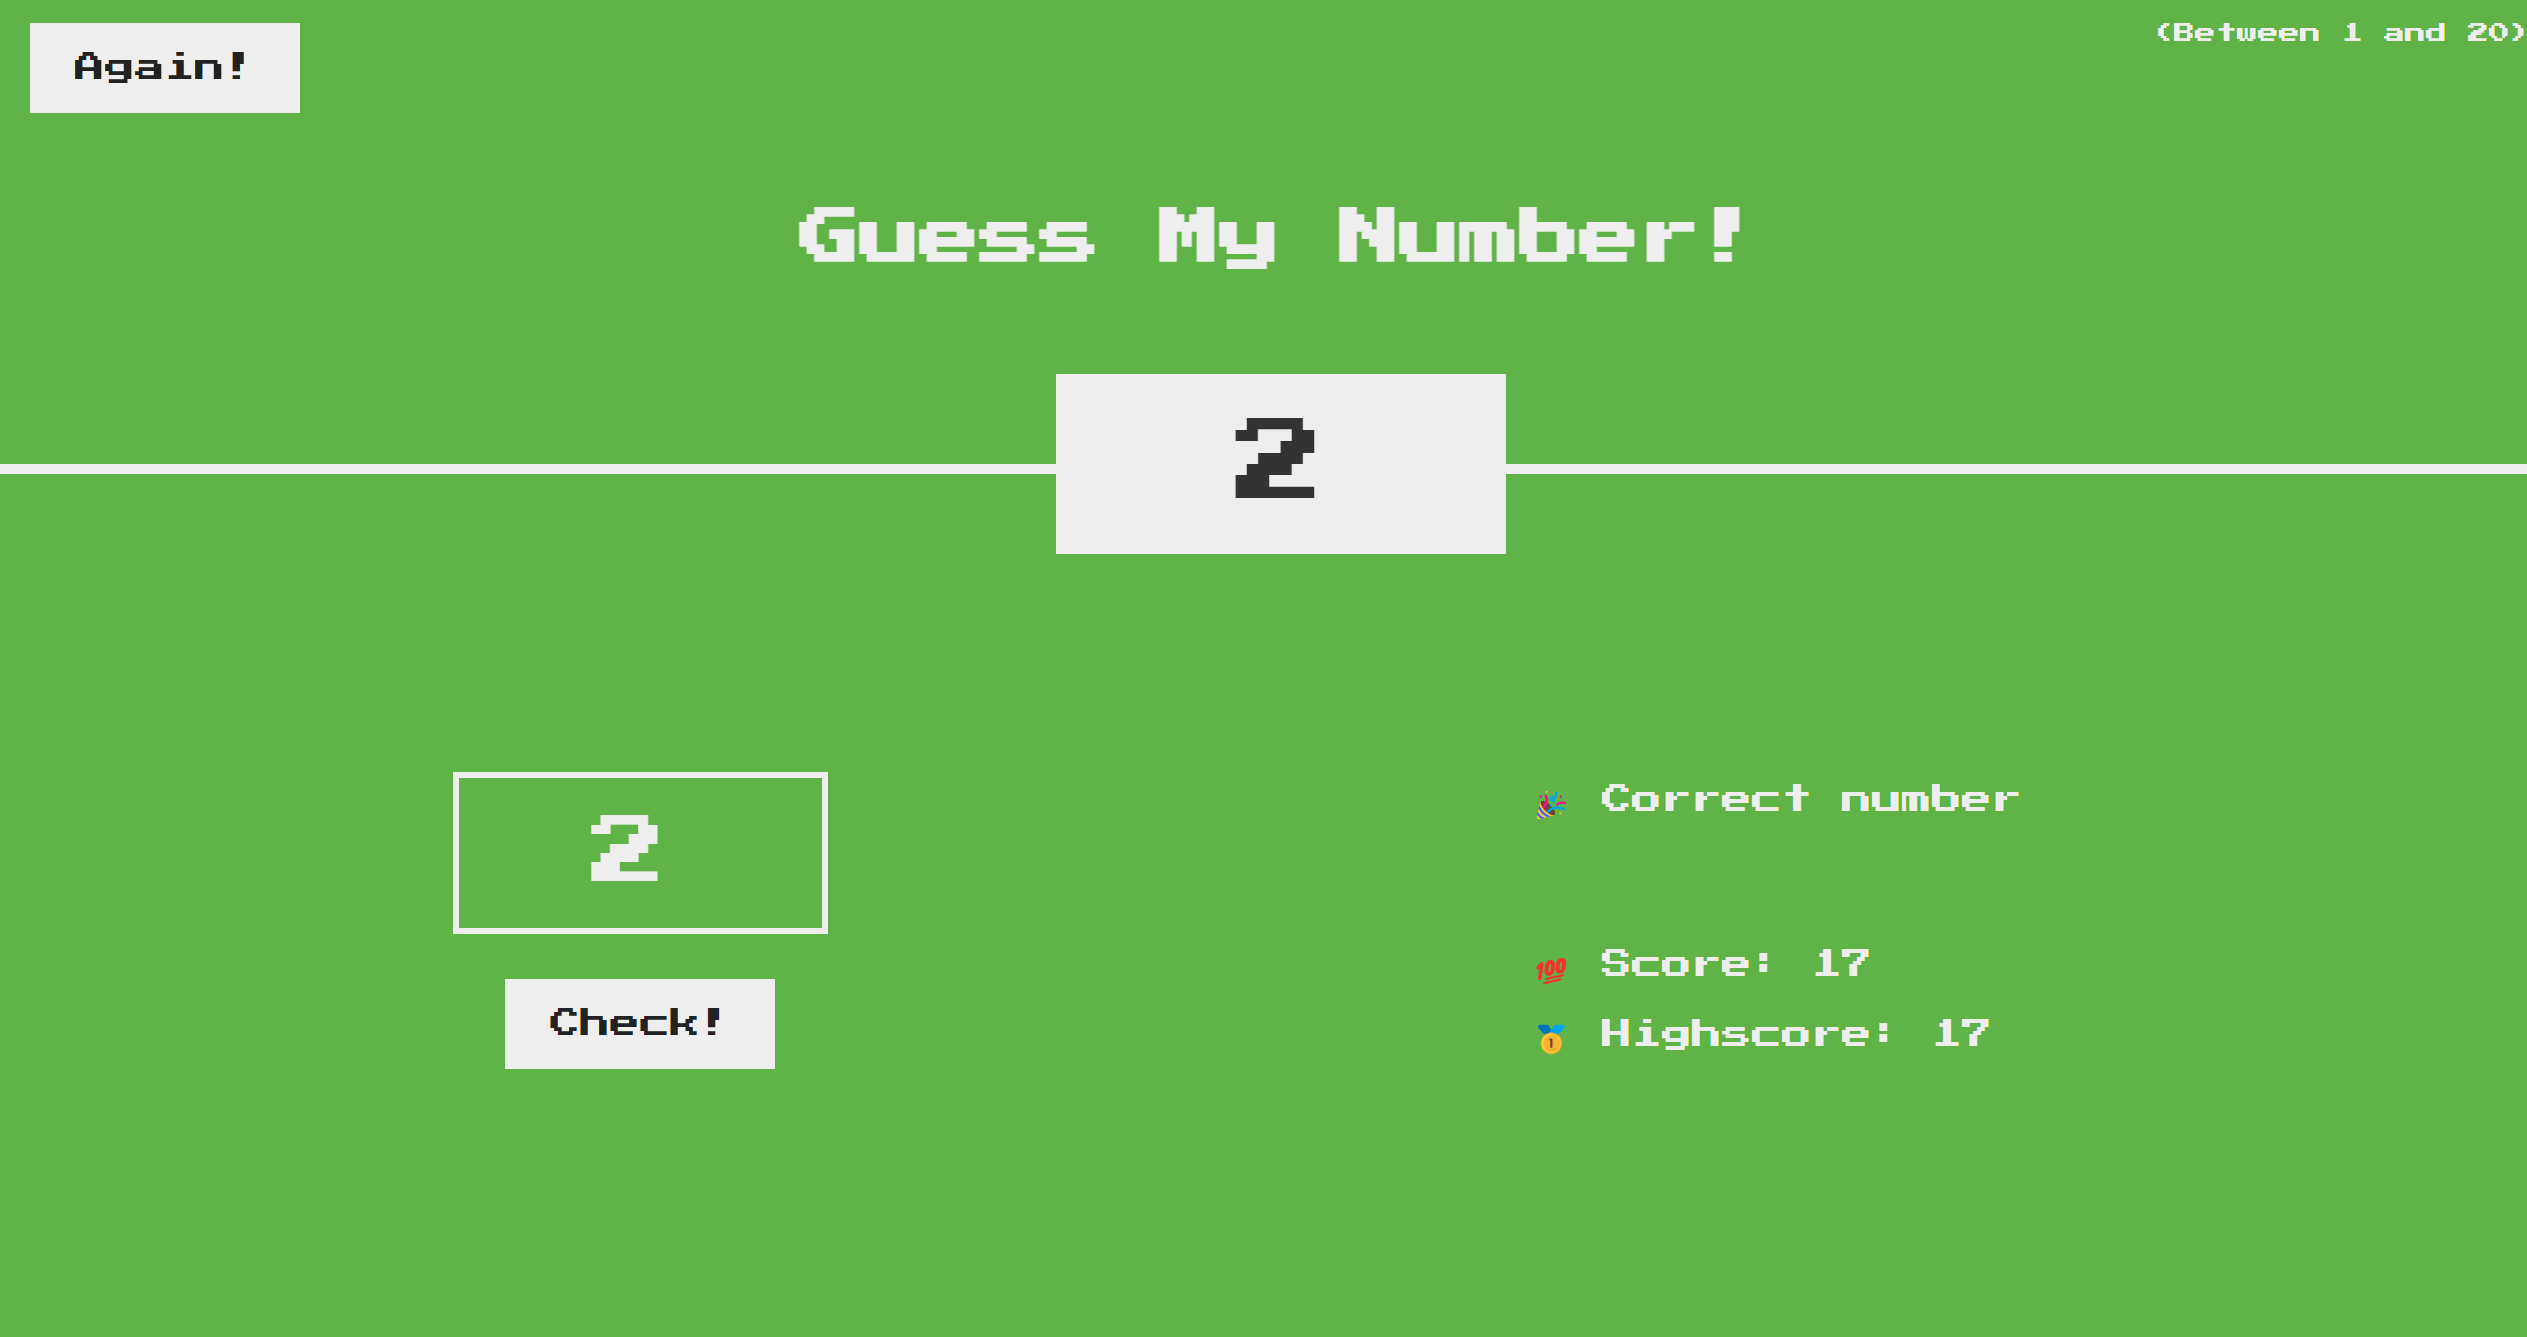 Again!
(Between 1 and 20)
Guess My Number!
2
2
Check!
🎉 Correct number
💯 Score: 17
🥇 Highscore: 17